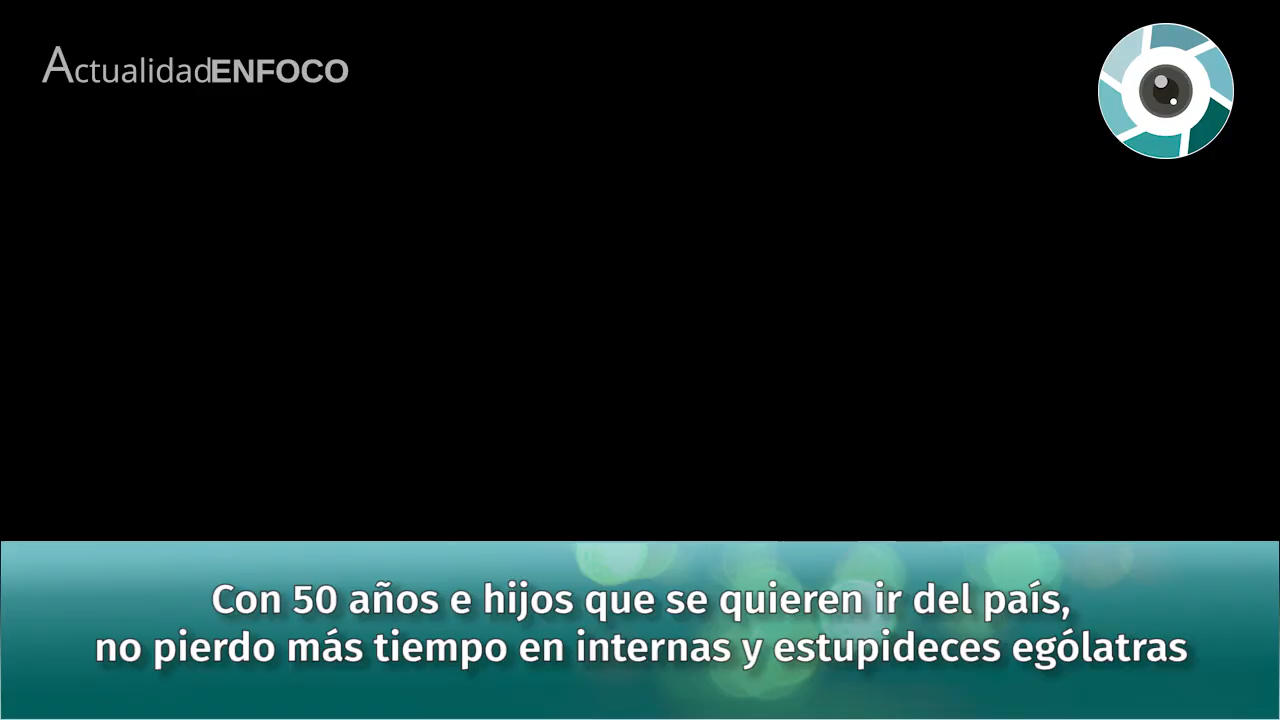 ActualidadENFOCO
Con 50 años e hijos que se quieren ir del país,
no pierdo más tiempo en internas y estupideces ególatras